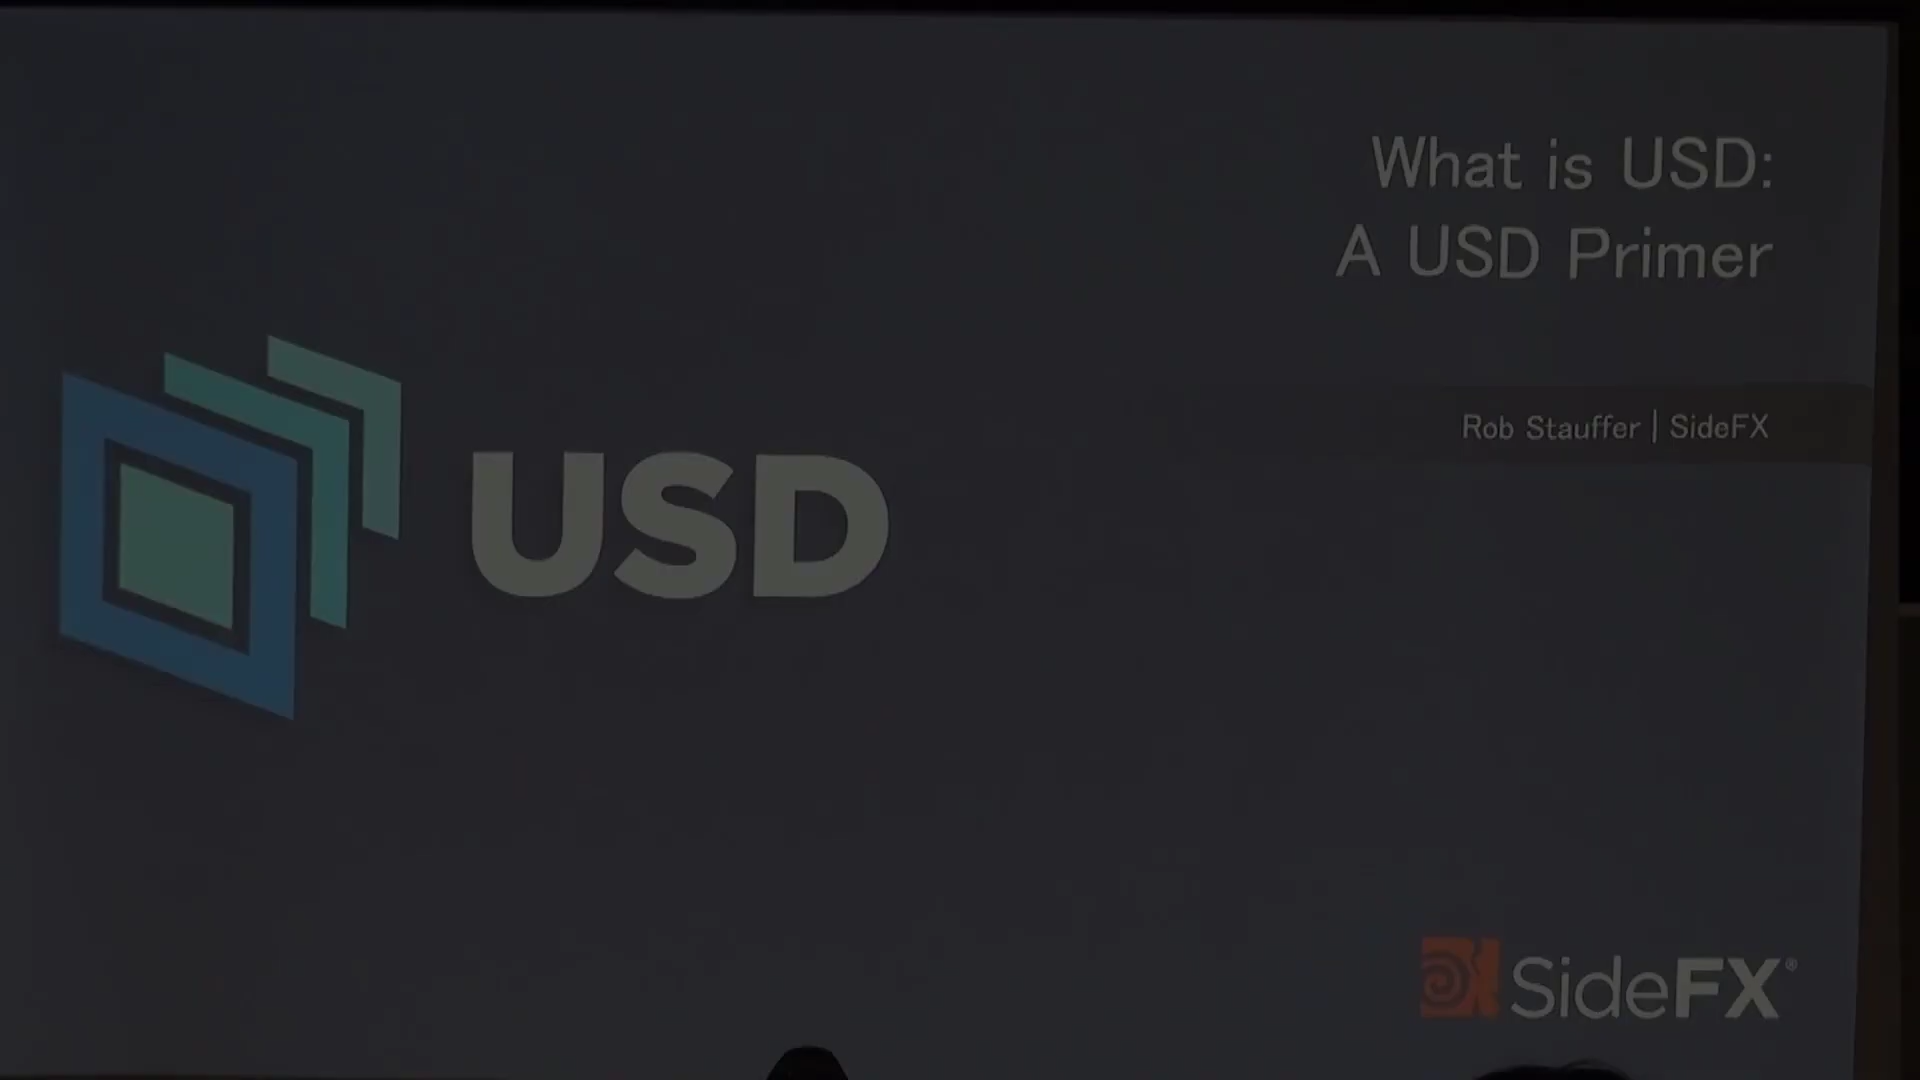 What is USD:
A USD Primer
Rob Stauffer | SideFX
USD
SideFX®